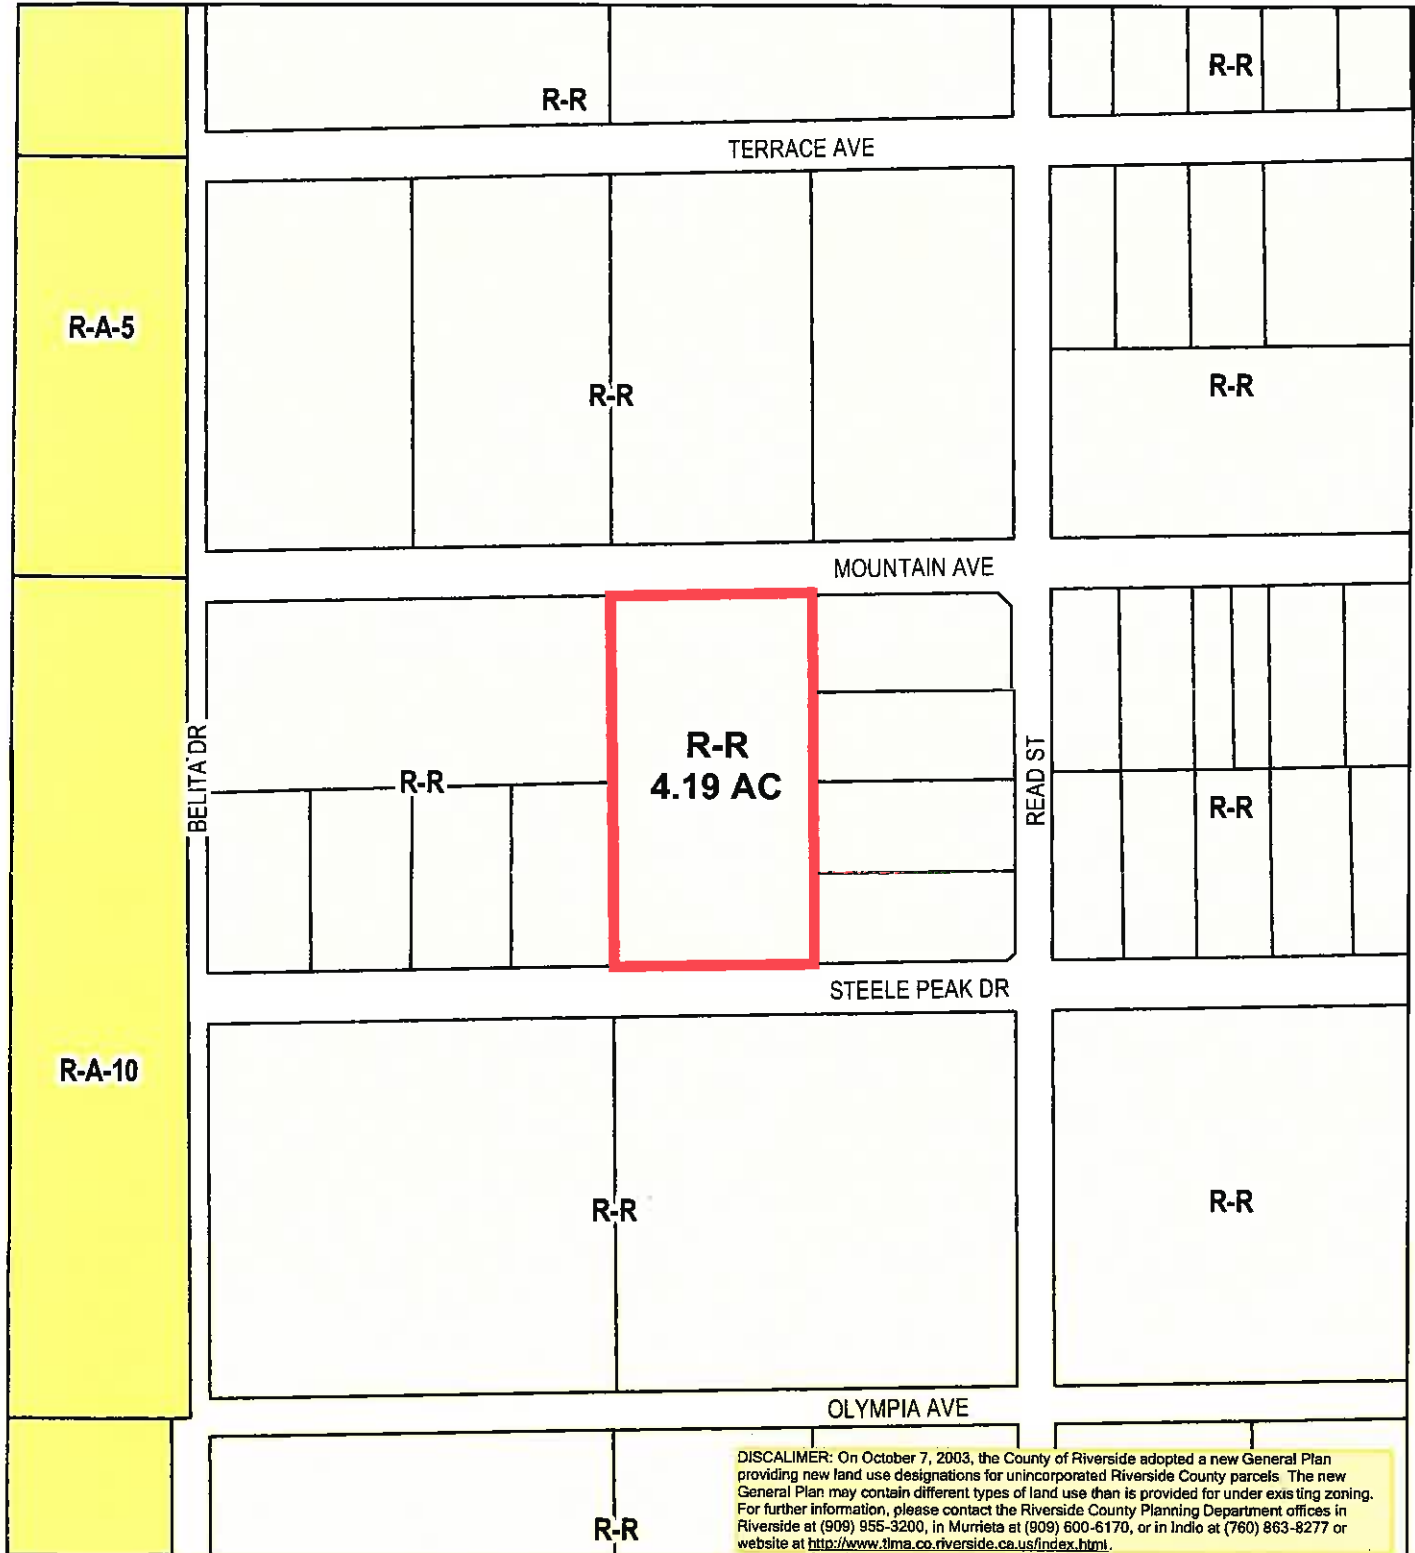 R-R
R-R
TERRACE AVE
R-A-5
R-R
R-R
MOUNTAIN AVE
BELITA DR
R-R
R-R
4.19 AC
READ ST
R-R
STEELE PEAK DR
R-A-10
R-R
R-R
OLYMPIA AVE
R-R
DISCALIMER: On October 7, 2003, the County of Riverside adopted a new General Plan
providing new land use designations for unincorporated Riverside County parcels. The new
General Plan may contain different types of land use than is provided for under existing zoning.
For further information, please contact the Riverside County Planning Department offices in
Riverside at (909) 955-3200, in Murrieta at (909) 600-6170, or in Indio at (760) 863-8277 or
website at http://www.tlma.co.riverside.ca.us/index.html.